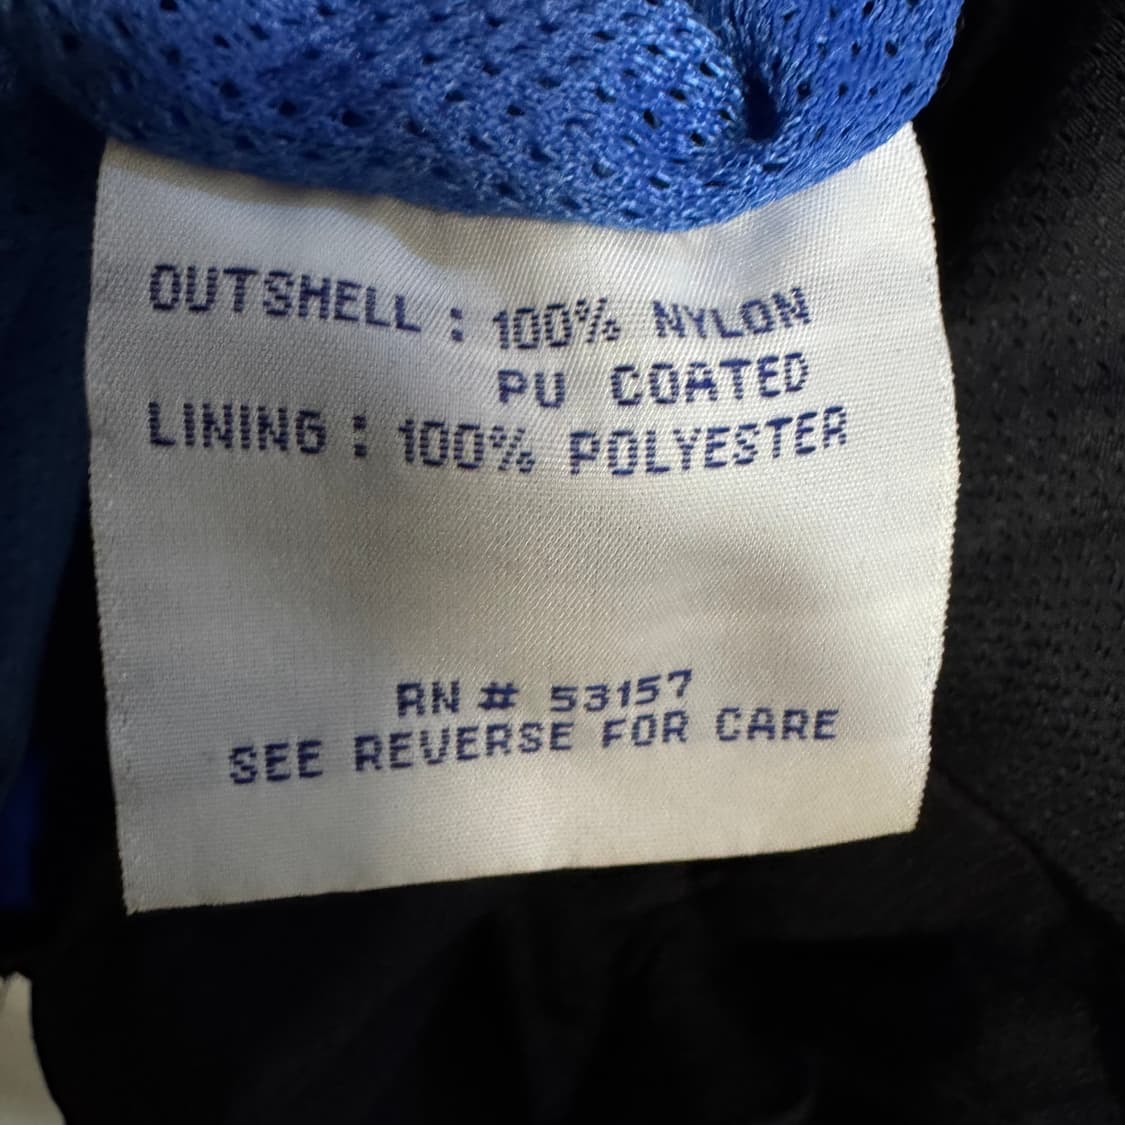 OUTSHELL : 100% NYLON
PU COATED
LINING : 100% POLYESTER
RN # 53157
SEE REVERSE FOR CARE